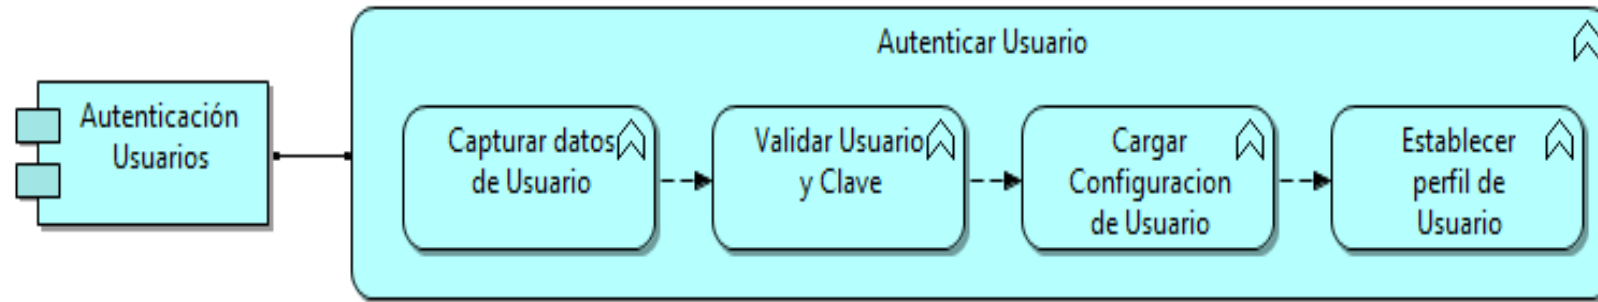 Autenticar Usuario
Autenticación
Usuarios
Capturar datos
de Usuario
Validar Usuario
y Clave
Cargar
Configuracion
de Usuario
Establecer
perfil de
Usuario